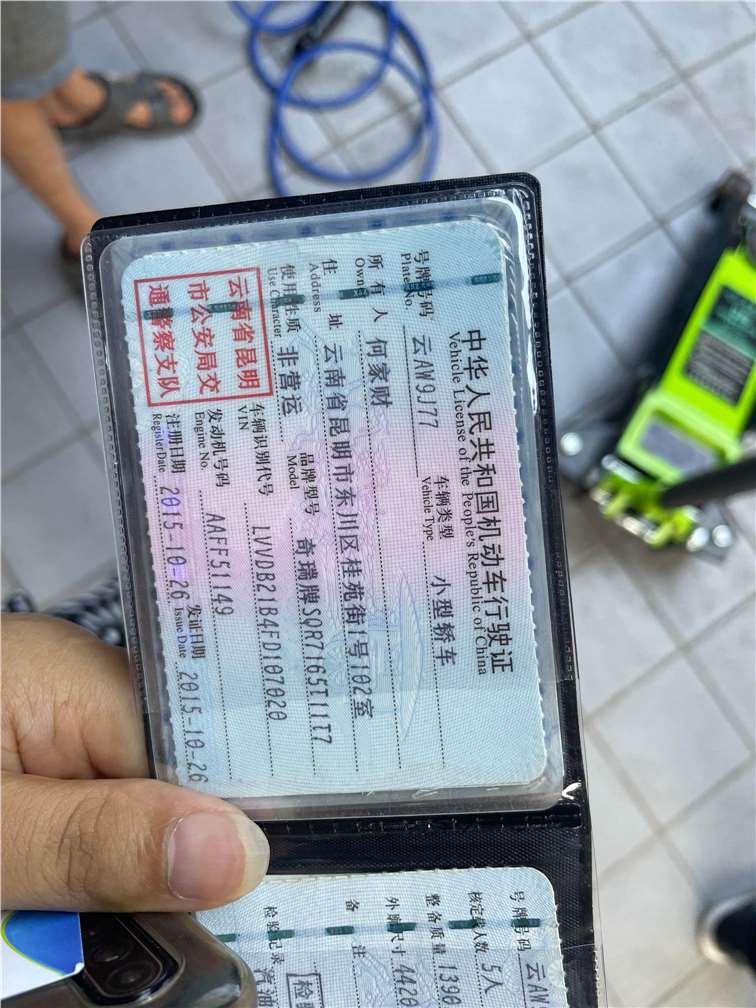 中华人民共和国机动车行驶证
Vehicle License of the People's Republic of China
号牌号码 云AW9J77 车辆类型 小型轿车
Plate No. Vehicle Type
所有人 何家财
Owner
住址 云南省昆明市东川区桂苑街1号102室
Address
使用性质 非营运 品牌型号 奇瑞牌SQR7165T11T7
Use Character Model
云南省昆明
市公安局交
通警察支队
车辆识别代号 LVVDB21B4FD107020
VIN
发动机号码 AAFF51149
Engine No.
注册日期 2015-10-26 发证日期 2015-10-26
Register Date Issue Date
号牌号码 云A
核定载人数 5人
整备质量 1390
外廓尺寸 442
备注
检验记录